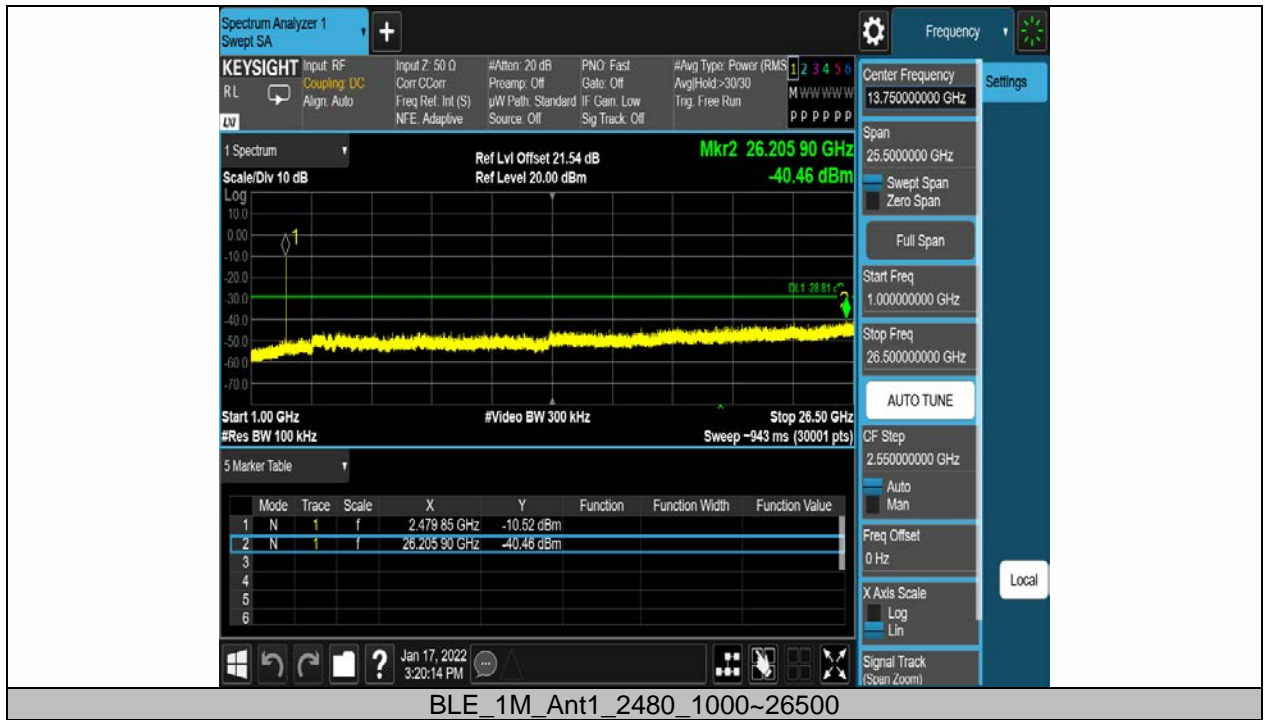 Spectrum Analyzer 1
Swept SA
+
Frequency
KEYSIGHT
RL
LXI
Input: RF
Coupling: DC
Align: Auto
Input Z: 50 Ω
Corr CCorr
Freq Ref: Int (S)
NFE: Adaptive
#Atten: 20 dB
Preamp: Off
µW Path: Standard
Source: Off
PNO: Fast
Gate: Off
IF Gain: Low
Sig Track: Off
#Avg Type: Power (RMS
Avg|Hold:>30/30
Trig: Free Run
1 2 3 4 5 6
M W W W W W
P P P P P P
Center Frequency
13.750000000 GHz
Settings
Span
25.5000000 GHz
Swept Span
Zero Span
Full Span
Start Freq
1.000000000 GHz
Stop Freq
26.500000000 GHz
AUTO TUNE
CF Step
2.550000000 GHz
Auto
Man
Freq Offset
0 Hz
X Axis Scale
Log
Lin
Signal Track
(Span Zoom)
Local
1 Spectrum
Scale/Div 10 dB
Ref Lvl Offset 21.54 dB
Ref Level 20.00 dBm
Mkr2 26.205 90 GHz
-40.46 dBm
Log
10.0
0.00
-10.0
-20.0
-30.0
-40.0
-50.0
-60.0
-70.0
1
DL1 -28.81
2
Start 1.00 GHz
#Res BW 100 kHz
#Video BW 300 kHz
Stop 26.50 GHz
Sweep ~943 ms (30001 pts)
5 Marker Table
Mode Trace Scale X Y Function Function Width Function Value
1 N 1 f 2.479 85 GHz -10.52 dBm
2 N 1 f 26.205 90 GHz -40.46 dBm
3
4
5
6
?
Jan 17, 2022
3:20:14 PM
BLE_1M_Ant1_2480_1000~26500